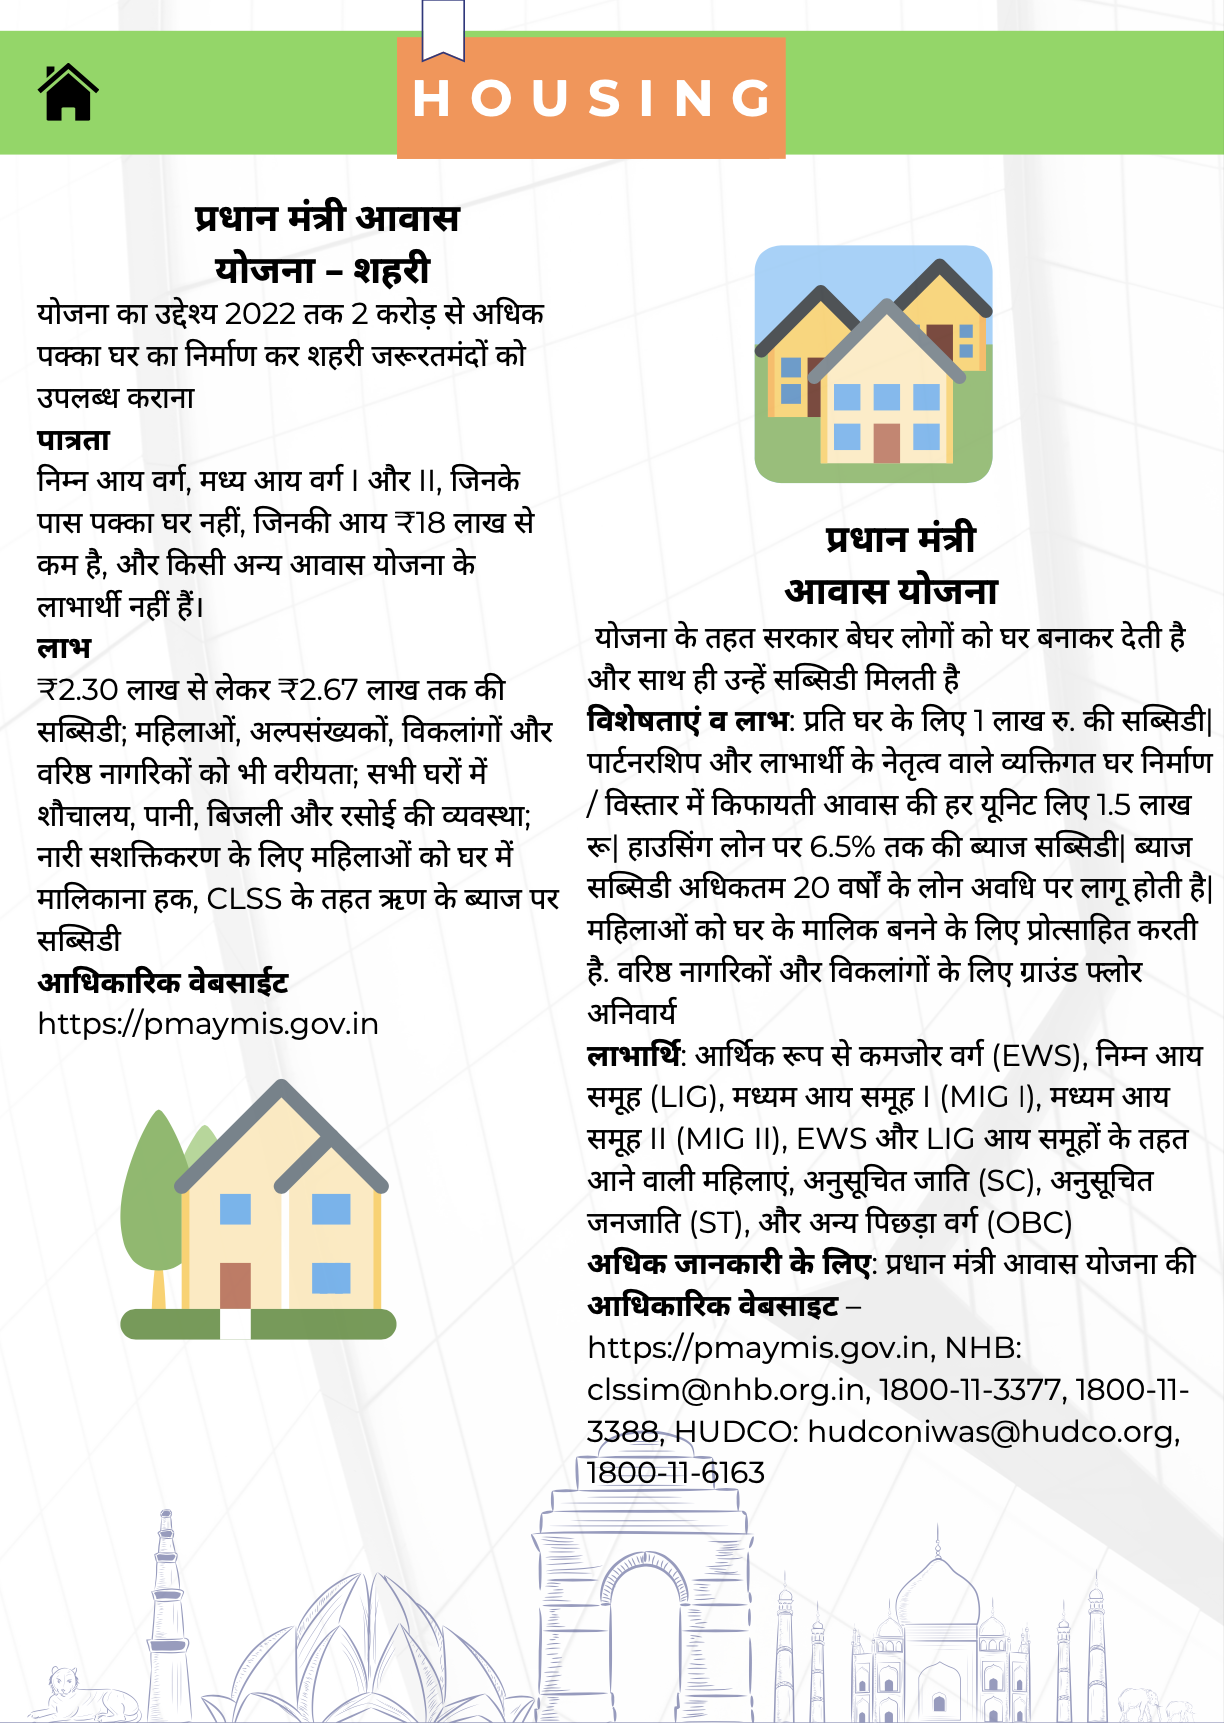 HOUSING
प्रधान मंत्री आवास
योजना – शहरी
योजना का उद्देश्य 2022 तक 2 करोड़ से अधिक
पक्का घर का निर्माण कर शहरी जरूरतमंदों को
उपलब्ध कराना
पात्रता
निम्न आय वर्ग, मध्य आय वर्ग I और II, जिनके
पास पक्का घर नहीं, जिनकी आय ₹18 लाख से
कम है, और किसी अन्य आवास योजना के
लाभार्थी नहीं हैं।
लाभ
₹2.30 लाख से लेकर ₹2.67 लाख तक की
सब्सिडी; महिलाओं, अल्पसंख्यकों, विकलांगों और
वरिष्ठ नागरिकों को भी वरीयता; सभी घरों में
शौचालय, पानी, बिजली और रसोई की व्यवस्था;
नारी सशक्तिकरण के लिए महिलाओं को घर में
मालिकाना हक, CLSS के तहत ऋण के ब्याज पर
सब्सिडी
आधिकारिक वेबसाईट
https://pmaymis.gov.in
प्रधान मंत्री
आवास योजना
योजना के तहत सरकार बेघर लोगों को घर बनाकर देती है
और साथ ही उन्हें सब्सिडी मिलती है
विशेषताएं व लाभ: प्रति घर के लिए 1 लाख रु. की सब्सिडी|
पार्टनरशिप और लाभार्थी के नेतृत्व वाले व्यक्तिगत घर निर्माण
/ विस्तार में किफायती आवास की हर यूनिट लिए 1.5 लाख
रू| हाउसिंग लोन पर 6.5% तक की ब्याज सब्सिडी| ब्याज
सब्सिडी अधिकतम 20 वर्षों के लोन अवधि पर लागू होती है|
महिलाओं को घर के मालिक बनने के लिए प्रोत्साहित करती
है. वरिष्ठ नागरिकों और विकलांगों के लिए ग्राउंड फ्लोर
अनिवार्य
लाभार्थि: आर्थिक रूप से कमजोर वर्ग (EWS), निम्न आय
समूह (LIG), मध्यम आय समूह I (MIG I), मध्यम आय
समूह II (MIG II), EWS और LIG आय समूहों के तहत
आने वाली महिलाएं, अनुसूचित जाति (SC), अनुसूचित
जनजाति (ST), और अन्य पिछड़ा वर्ग (OBC)
अधिक जानकारी के लिए: प्रधान मंत्री आवास योजना की
आधिकारिक वेबसाइट –
https://pmaymis.gov.in, NHB:
clssim@nhb.org.in, 1800-11-3377, 1800-11-
3388, HUDCO: hudconiwas@hudco.org,
1800-11-6163